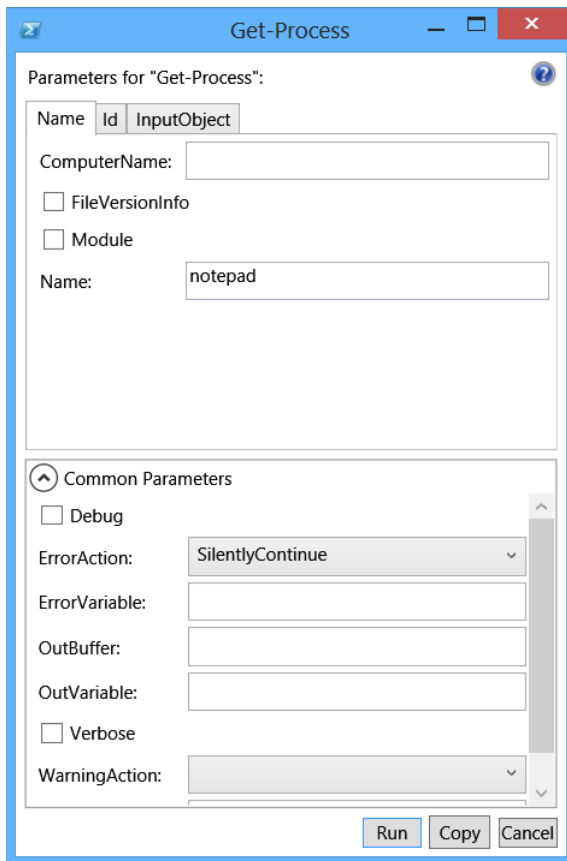 Get-Process
Parameters for "Get-Process":
Name Id InputObject
ComputerName:
FileVersionInfo
Module
Name: notepad
Common Parameters
Debug
ErrorAction: SilentlyContinue
ErrorVariable:
OutBuffer:
OutVariable:
Verbose
WarningAction:
Run Copy Cancel